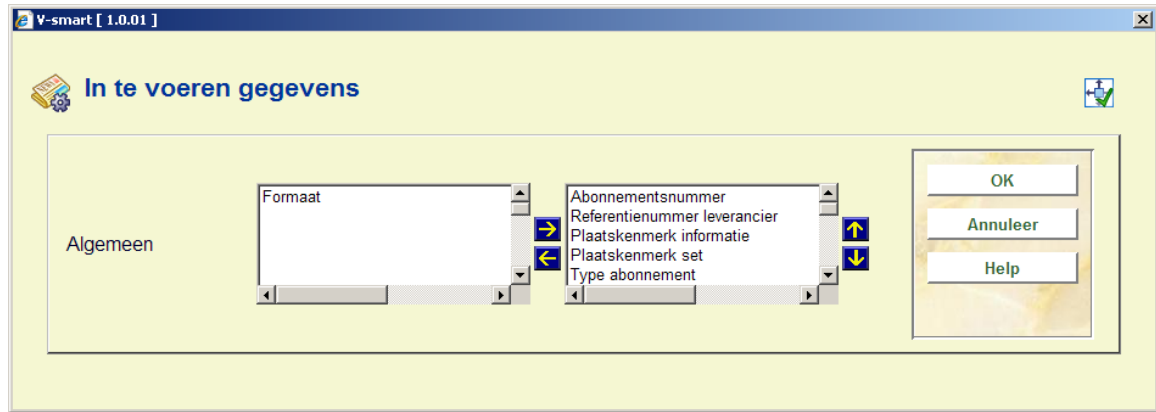 V-smart [ 1.0.01 ]
In te voeren gegevens
Algemeen
Formaat
Abonnementsnummer
Referentienummer leverancier
Plaatskenmerk informatie
Plaatskenmerk set
Type abonnement
OK
Annuleer
Help